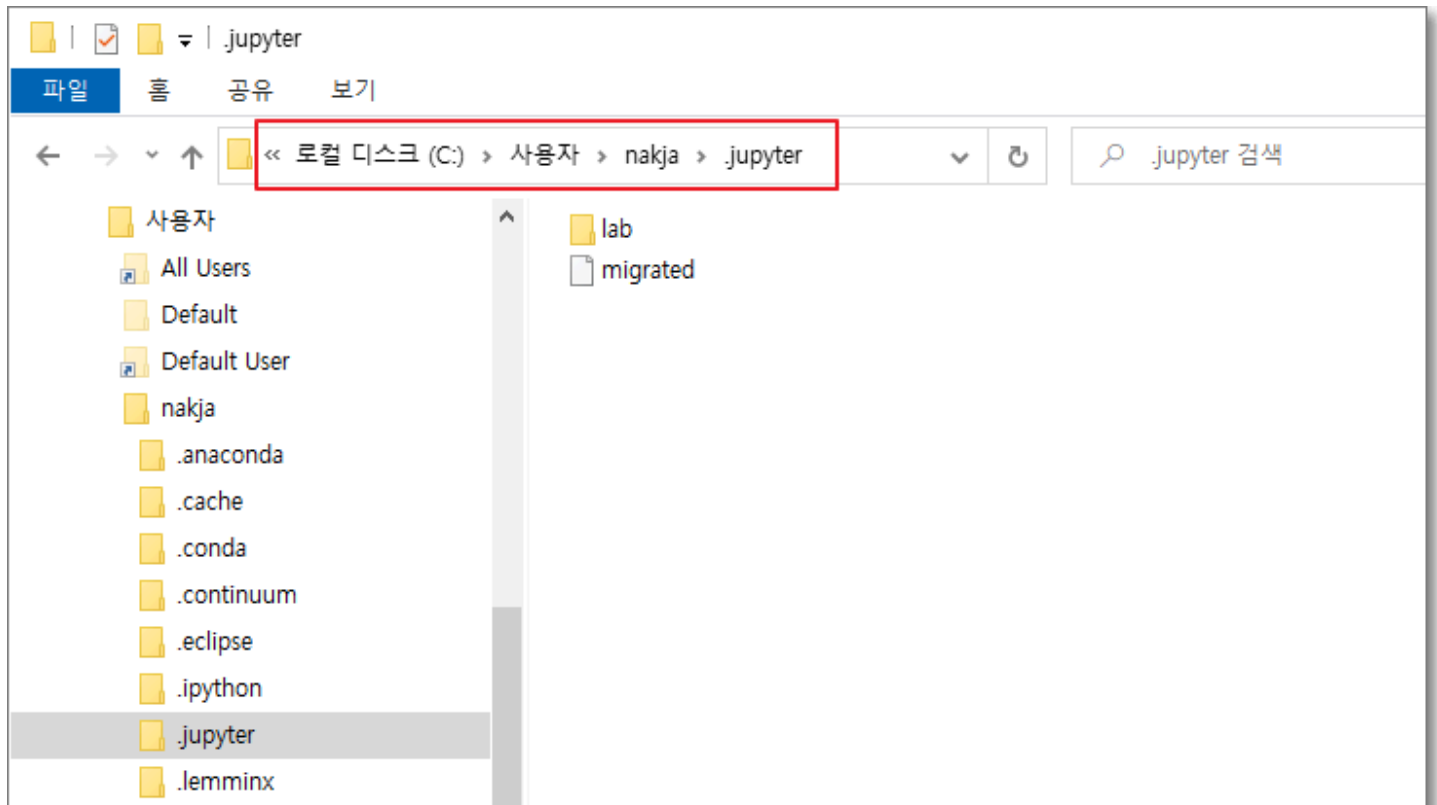 .jupyter
파일 홈 공유 보기
« 로컬 디스크 (C:) › 사용자 › nakja › .jupyter .jupyter 검색
사용자
All Users
Default
Default User
nakja
.anaconda
.cache
.conda
.continuum
.eclipse
.ipython
.jupyter
.lemminx
lab
migrated